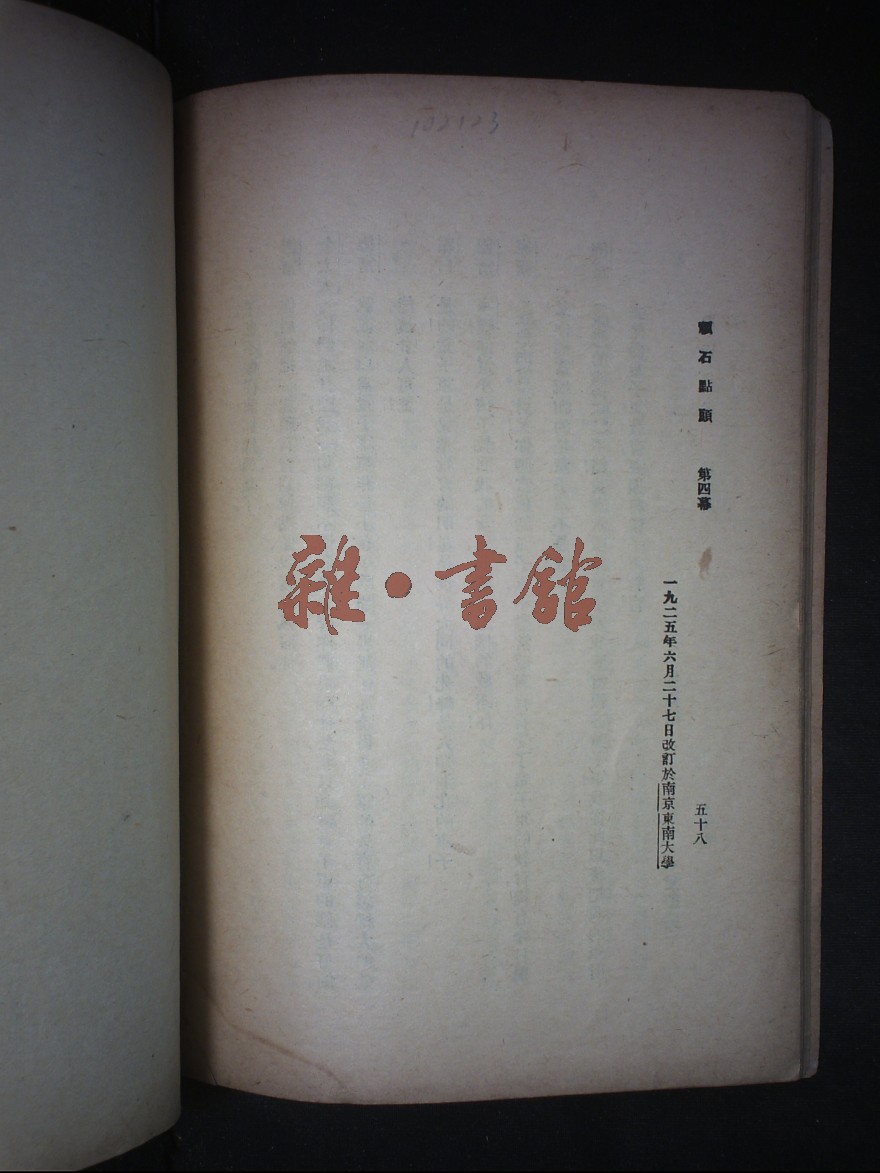 102123
頑石點頭 第四幕
一九二五年六月二十七日改訂於南京東南大學
五十八
雜·書館